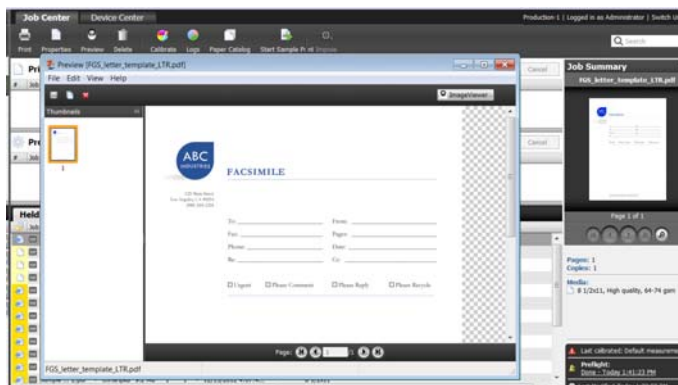 Job Center Device Center
Production-1 | Logged in as Administrator | Switch
Print Properties Preview Delete Calibrate Logs Paper Catalog Start Sample Print Impose
Search
Preview [FGS_letter_template_LTR.pdf]
File Edit View Help
ImageViewer
Cancel
Job Summary
FGS_letter_template_LTR.pdf
Thumbnails
1
ABC
INDUSTRIES
FACSIMILE
To:
From:
Fax:
Pages:
Phone:
Date:
Re:
Cc:
Urgent Please Comment Please Reply Please Recycle
Cancel
Held
Page 1 of 1
Pages: 1
Copies: 1
Media:
8 1/2x11, High quality, 64-74 gsm
Page: 1 /1
FGS_letter_template_LTR.pdf
Last calibrated: Default
Preflight:
Done - Today 1:41:23 PM